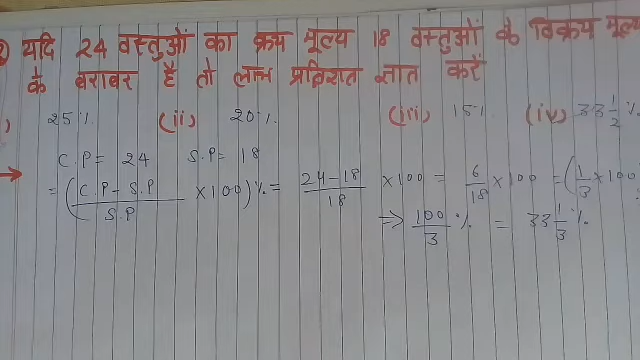 यदि 24 वस्तुओं का क्रय मूल्य 18 वस्तुओं के विक्रय मूल्य
के बराबर है तो लाभ प्रतिशत ज्ञात करें
25% (ii) 20% (iii) 15% (iv) 33 1/2 %
→ C.P = 24 S.P = 18
= (C.P - S.P / S.P × 100) % = 24-18 / 18 × 100 = 6/18 × 100 = (1/3 × 100
⇒ 100/3 % = 33 1/3 %